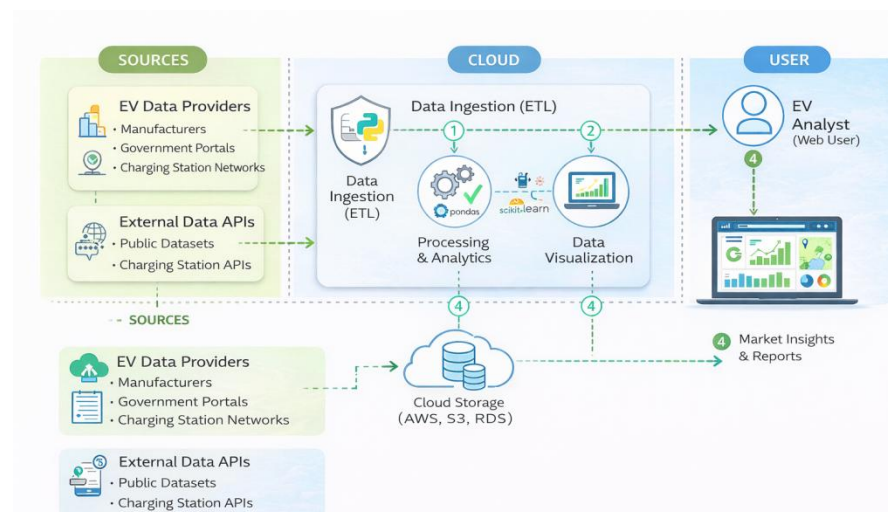 SOURCES
CLOUD
USER
EV Data Providers
· Manufacturers
· Government Portals
· Charging Station Networks
External Data APIs
· Public Datasets
· Charging Station APIs
- - SOURCES
Data Ingestion (ETL)
Data
Ingestion
(ETL)
1
2
pandas
scikit-learn
Processing
& Analytics
Data
Visualization
EV
Analyst
(Web User)
4
4
4
4 Market Insights
& Reports
EV Data Providers
· Manufacturers
· Government Portals
· Charging Station Networks
Cloud Storage
(AWS, S3, RDS)
External Data APIs
· Public Datasets
· Charging Station APIs